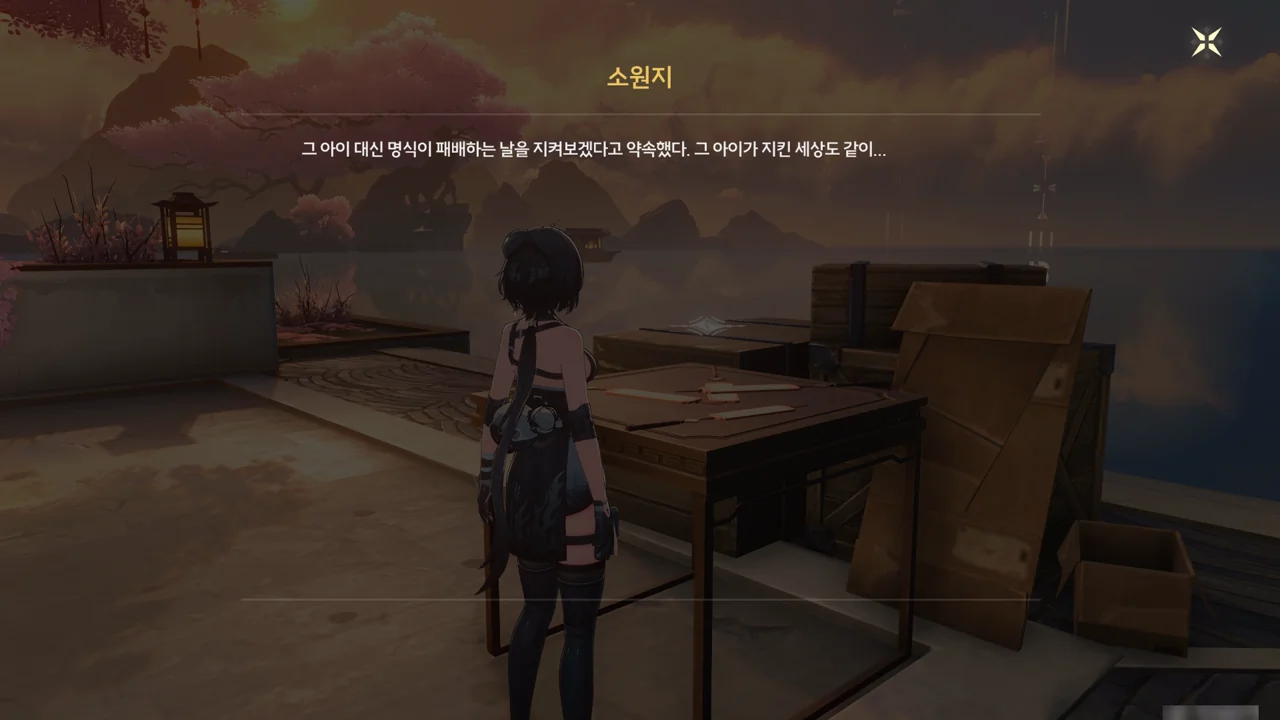 소원지
그 아이 대신 명식이 패배하는 날을 지켜보겠다고 약속했다. 그 아이가 지킨 세상도 같이...